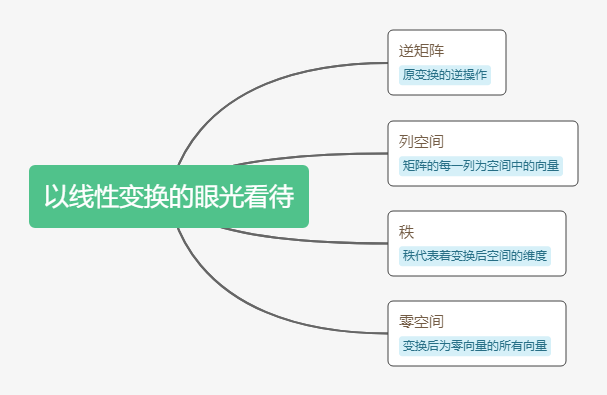 以线性变换的眼光看待
逆矩阵
原变换的逆操作
列空间
矩阵的每一列为空间中的向量
秩
秩代表着变换后空间的维度
零空间
变换后为零向量的所有向量